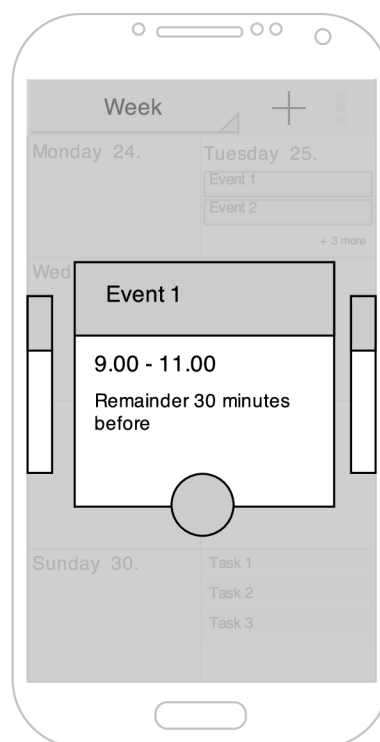 Week
Monday 24.
Tuesday 25.
Event 1
Event 2
+ 3 more
Wed
Event 1
9.00 - 11.00
Remainder 30 minutes
before
Sunday 30.
Task 1
Task 2
Task 3